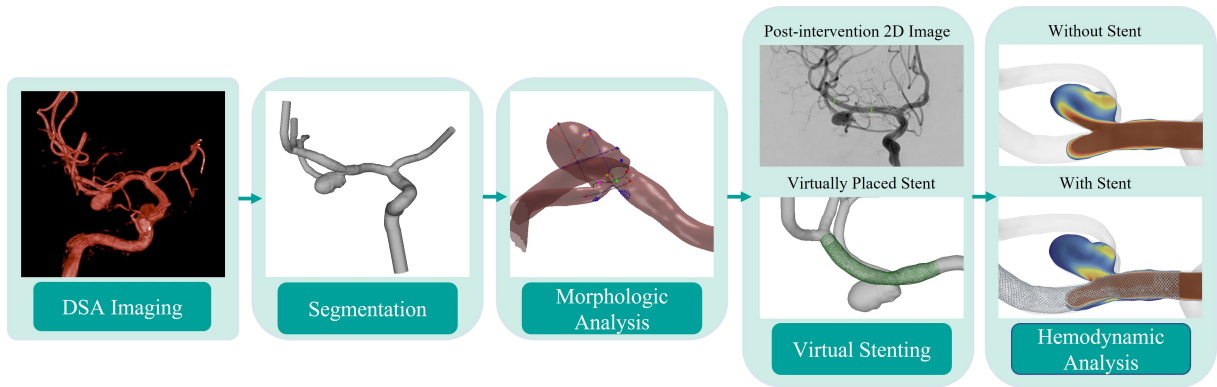 DSA Imaging
Segmentation
Morphologic
Analysis
Post-intervention 2D Image
Virtually Placed Stent
Virtual Stenting
Without Stent
With Stent
Hemodynamic
Analysis